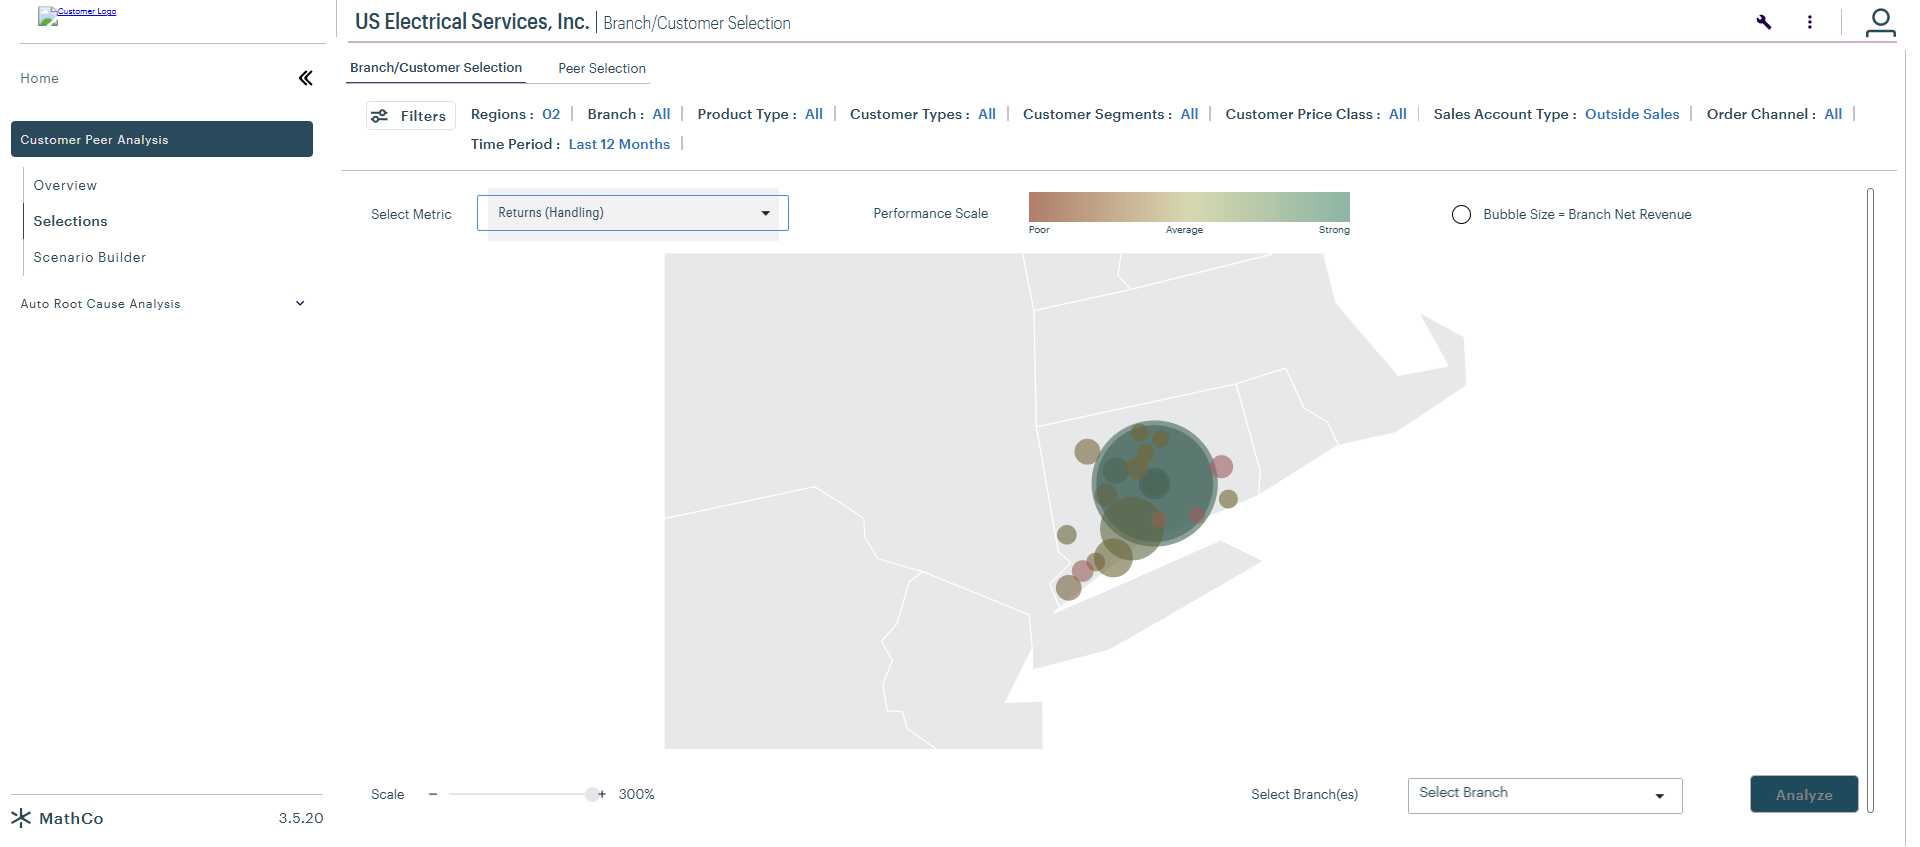 Customer Logo
US Electrical Services, Inc. | Branch/Customer Selection
Home
Branch/Customer Selection
Peer Selection
Filters
Regions : 02 | Branch : All | Product Type : All | Customer Types : All | Customer Segments : All | Customer Price Class : All | Sales Account Type : Outside Sales | Order Channel : All |
Time Period : Last 12 Months |
Customer Peer Analysis
Overview
Selections
Scenario Builder
Auto Root Cause Analysis
Select Metric
Returns (Handling)
Performance Scale
Poor
Average
Strong
Bubble Size = Branch Net Revenue
Scale
− + 300%
Select Branch(es)
Select Branch
Analyze
MathCo
3.5.20